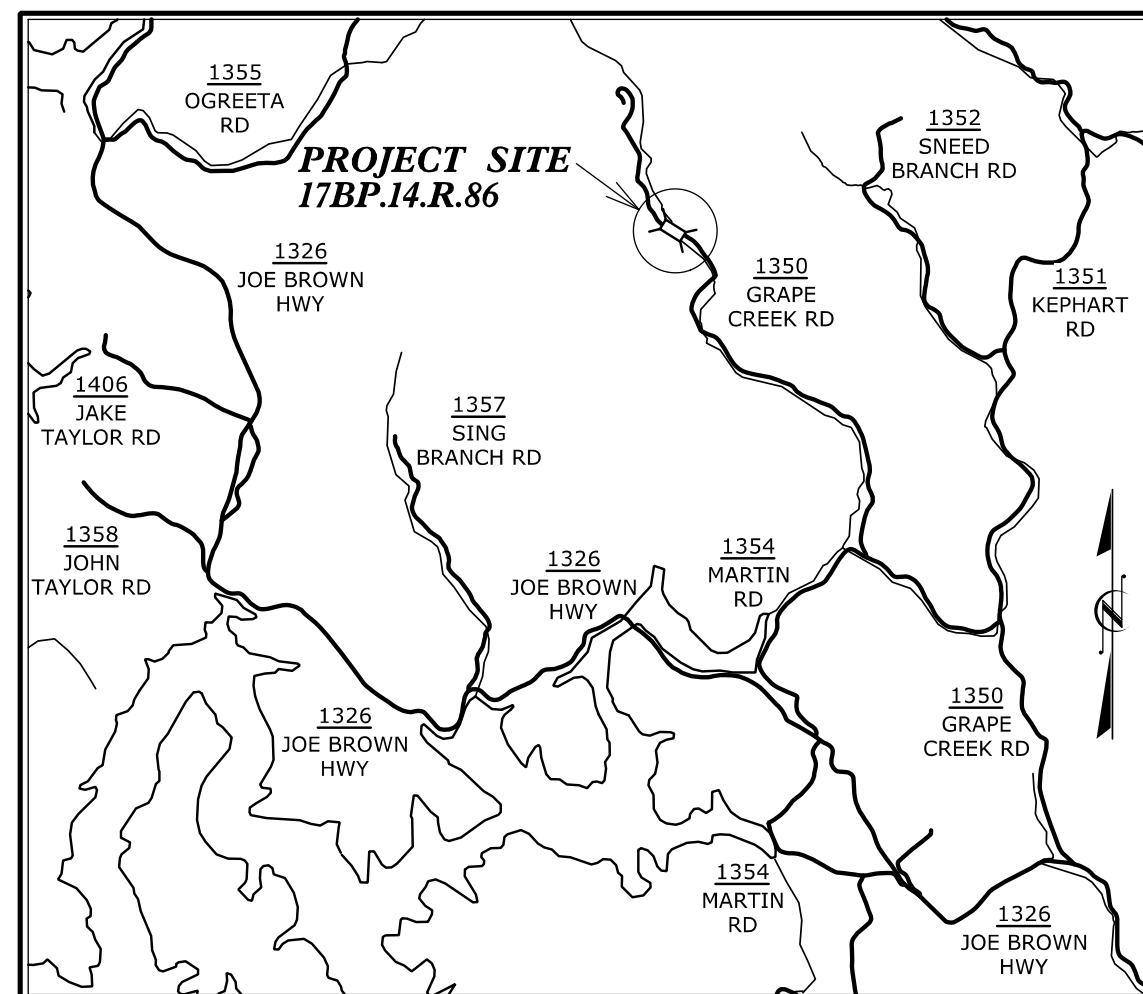 1355
OGREETA
RD
1352
SNEED
BRANCH RD
PROJECT SITE
17BP.14.R.86
1326
JOE BROWN
HWY
1350
GRAPE
CREEK RD
1351
KEPHART
RD
1406
JAKE
TAYLOR RD
1357
SING
BRANCH RD
1358
JOHN
TAYLOR RD
1326
JOE BROWN
HWY
1354
MARTIN
RD
1326
JOE BROWN
HWY
1350
GRAPE
CREEK RD
1354
MARTIN
RD
1326
JOE BROWN
HWY
N